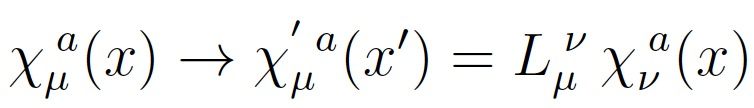 χ_μ^a(x) → χ'_μ^a(x') = L_μ^ν χ_ν^a(x)